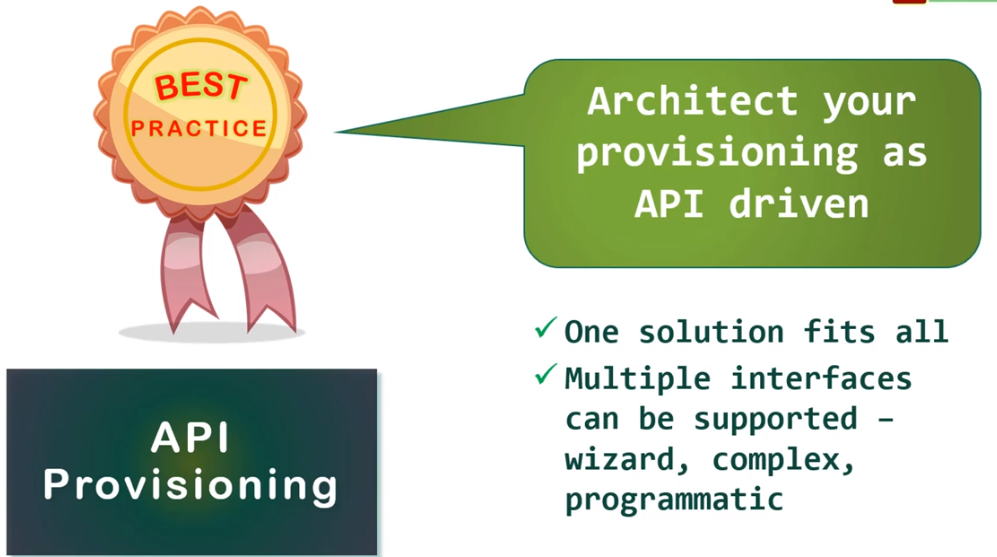 BEST
PRACTICE
Architect your
provisioning as
API driven
✓ One solution fits all
✓ Multiple interfaces
can be supported –
wizard, complex,
programmatic
API
Provisioning